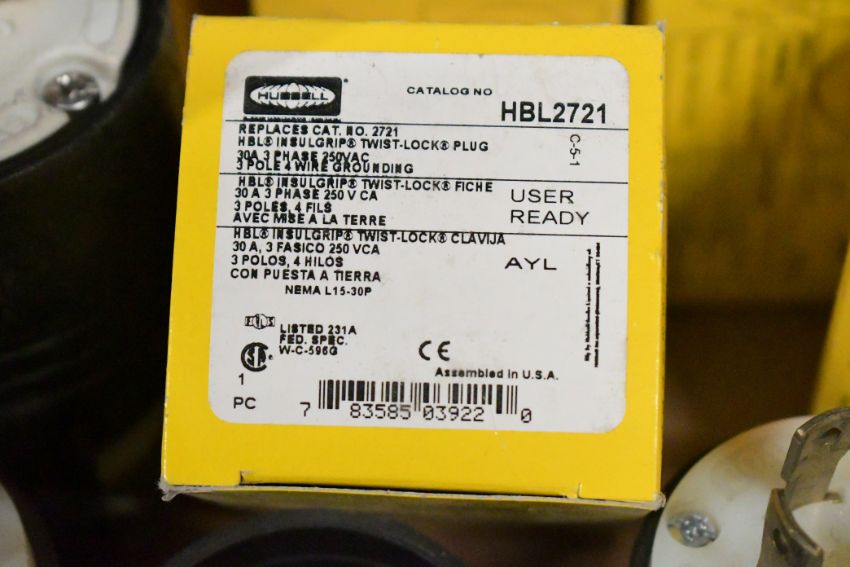 HUBBELL
CATALOG NO
HBL2721
REPLACES CAT. NO. 2721
HBL® INSULGRIP® TWIST-LOCK® PLUG
30A 3 PHASE 250VAC
3 POLE 4 WIRE GROUNDING
C-5-1
HBL® INSULGRIP® TWIST-LOCK® FICHE
30 A 3 PHASE 250 V CA
3 POLES, 4 FILS
AVEC MISE A LA TERRE
USER
READY
HBL® INSULGRIP® TWIST-LOCK® CLAVIJA
30 A, 3 FASICO 250 VCA
3 POLOS, 4 HILOS
CON PUESTA A TIERRA
AYL
NEMA L15-30P
LISTED 231A
FED. SPEC.
W-C-596G
CE
Assembled in U.S.A.
1
PC
7 83585 03922 0